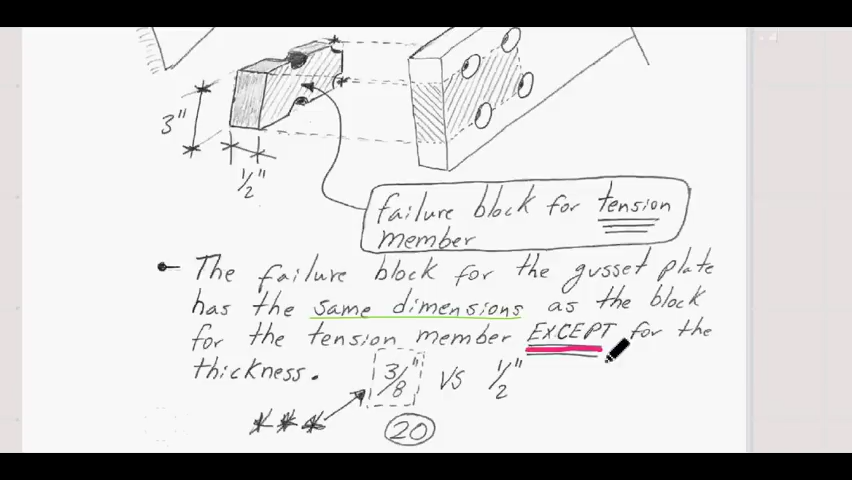 3"
1/2"
failure block for tension
member
The failure block for the gusset plate
has the same dimensions as the block
for the tension member EXCEPT for the
thickness. 3/8" vs 1/2"
20